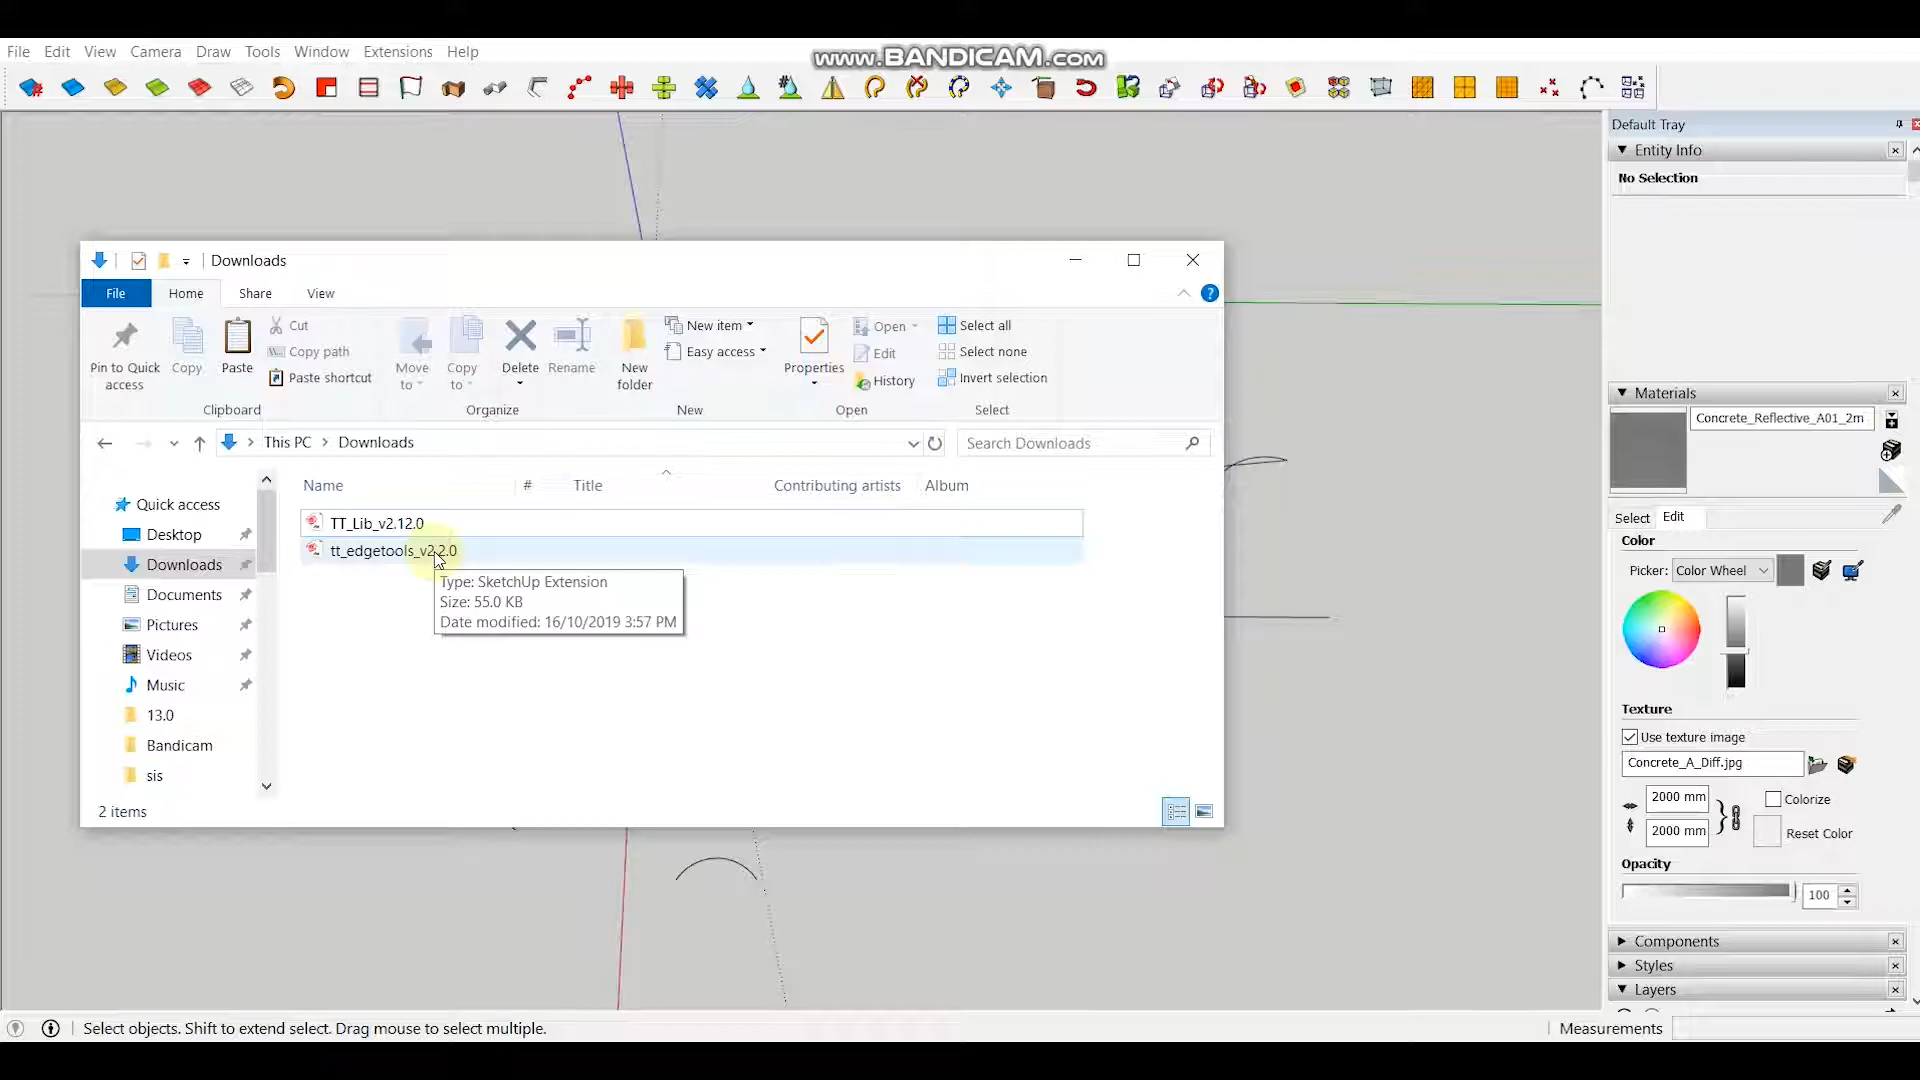 www.BANDICAM.com
File Edit View Camera Draw Tools Window Extensions Help
Default Tray
Entity Info
No Selection
Downloads
File Home Share View
Pin to Quick access
Copy
Paste
Cut
Copy path
Paste shortcut
Clipboard
Move to
Copy to
Delete
Rename
Organize
New folder
New item
Easy access
New
Properties
Open
Edit
History
Open
Select all
Select none
Invert selection
Select
This PC Downloads
Search Downloads
Name # Title Contributing artists Album
Quick access
Desktop
Downloads
Documents
Pictures
Videos
Music
13.0
Bandicam
sis
TT_Lib_v2.12.0
tt_edgetools_v2.2.0
Type: SketchUp Extension
Size: 55.0 KB
Date modified: 16/10/2019 3:57 PM
2 items
Materials
Concrete_Reflective_A01_2m
Select Edit
Color
Picker: Color Wheel
Texture
Use texture image
Concrete_A_Diff.jpg
2000 mm
Colorize
2000 mm
Reset Color
Opacity
100
Components
Styles
Layers
Select objects. Shift to extend select. Drag mouse to select multiple.
Measurements